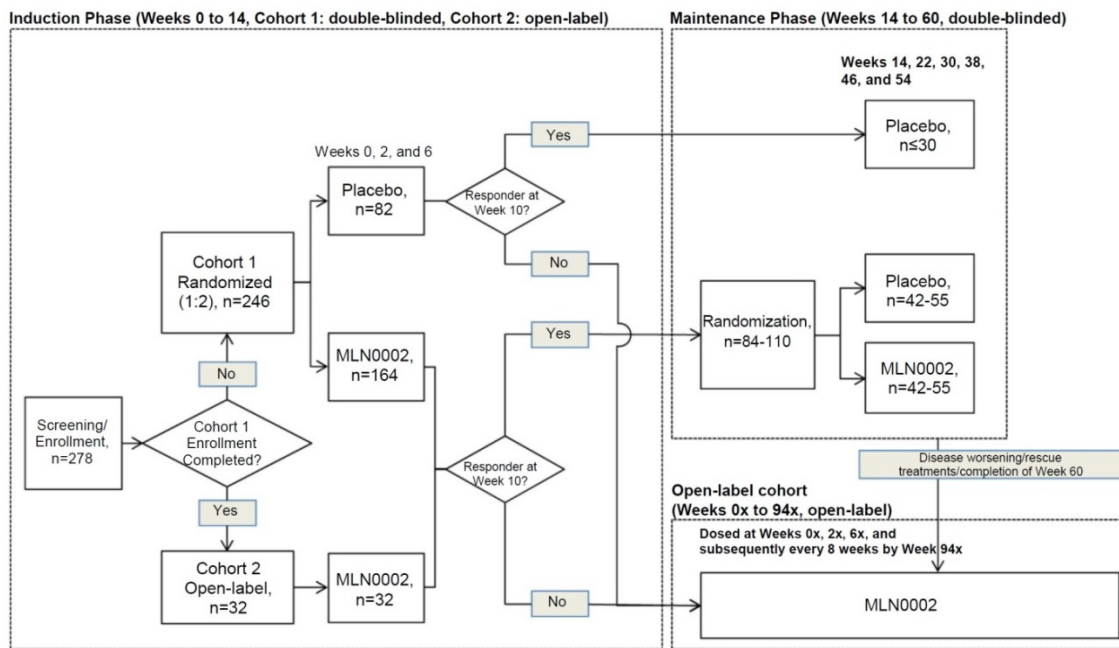 Induction Phase (Weeks 0 to 14, Cohort 1: double-blinded, Cohort 2: open-label)
Maintenance Phase (Weeks 14 to 60, double-blinded)
Weeks 14, 22, 30, 38,
46, and 54
Yes
Placebo,
n≤30
Weeks 0, 2, and 6
Placebo,
n=82
Responder at
Week 10?
No
Cohort 1
Randomized
(1:2), n=246
Yes
Randomization,
n=84-110
Placebo,
n=42-55
MLN0002,
n=42-55
MLN0002,
n=164
No
Screening/
Enrollment,
n=278
Cohort 1
Enrollment
Completed?
Responder at
Week 10?
Yes
Cohort 2
Open-label,
n=32
MLN0002,
n=32
No
Disease worsening/rescue
treatments/completion of Week 60
Open-label cohort
(Weeks 0x to 94x, open-label)
Dosed at Weeks 0x, 2x, 6x, and
subsequently every 8 weeks by Week 94x
MLN0002